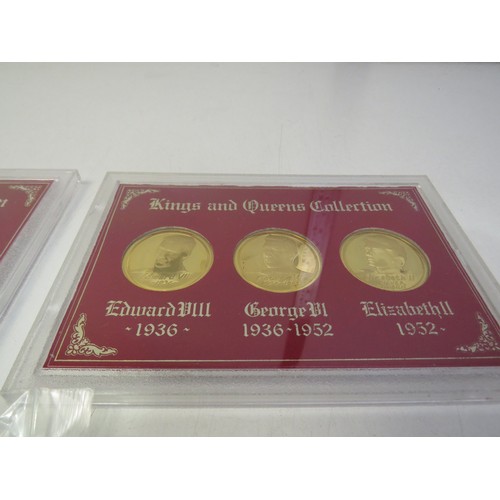 Kings and Queens Collection
Edward VIII
~ 1936 ~
George VI
1936~1952
Elizabeth II
1952~